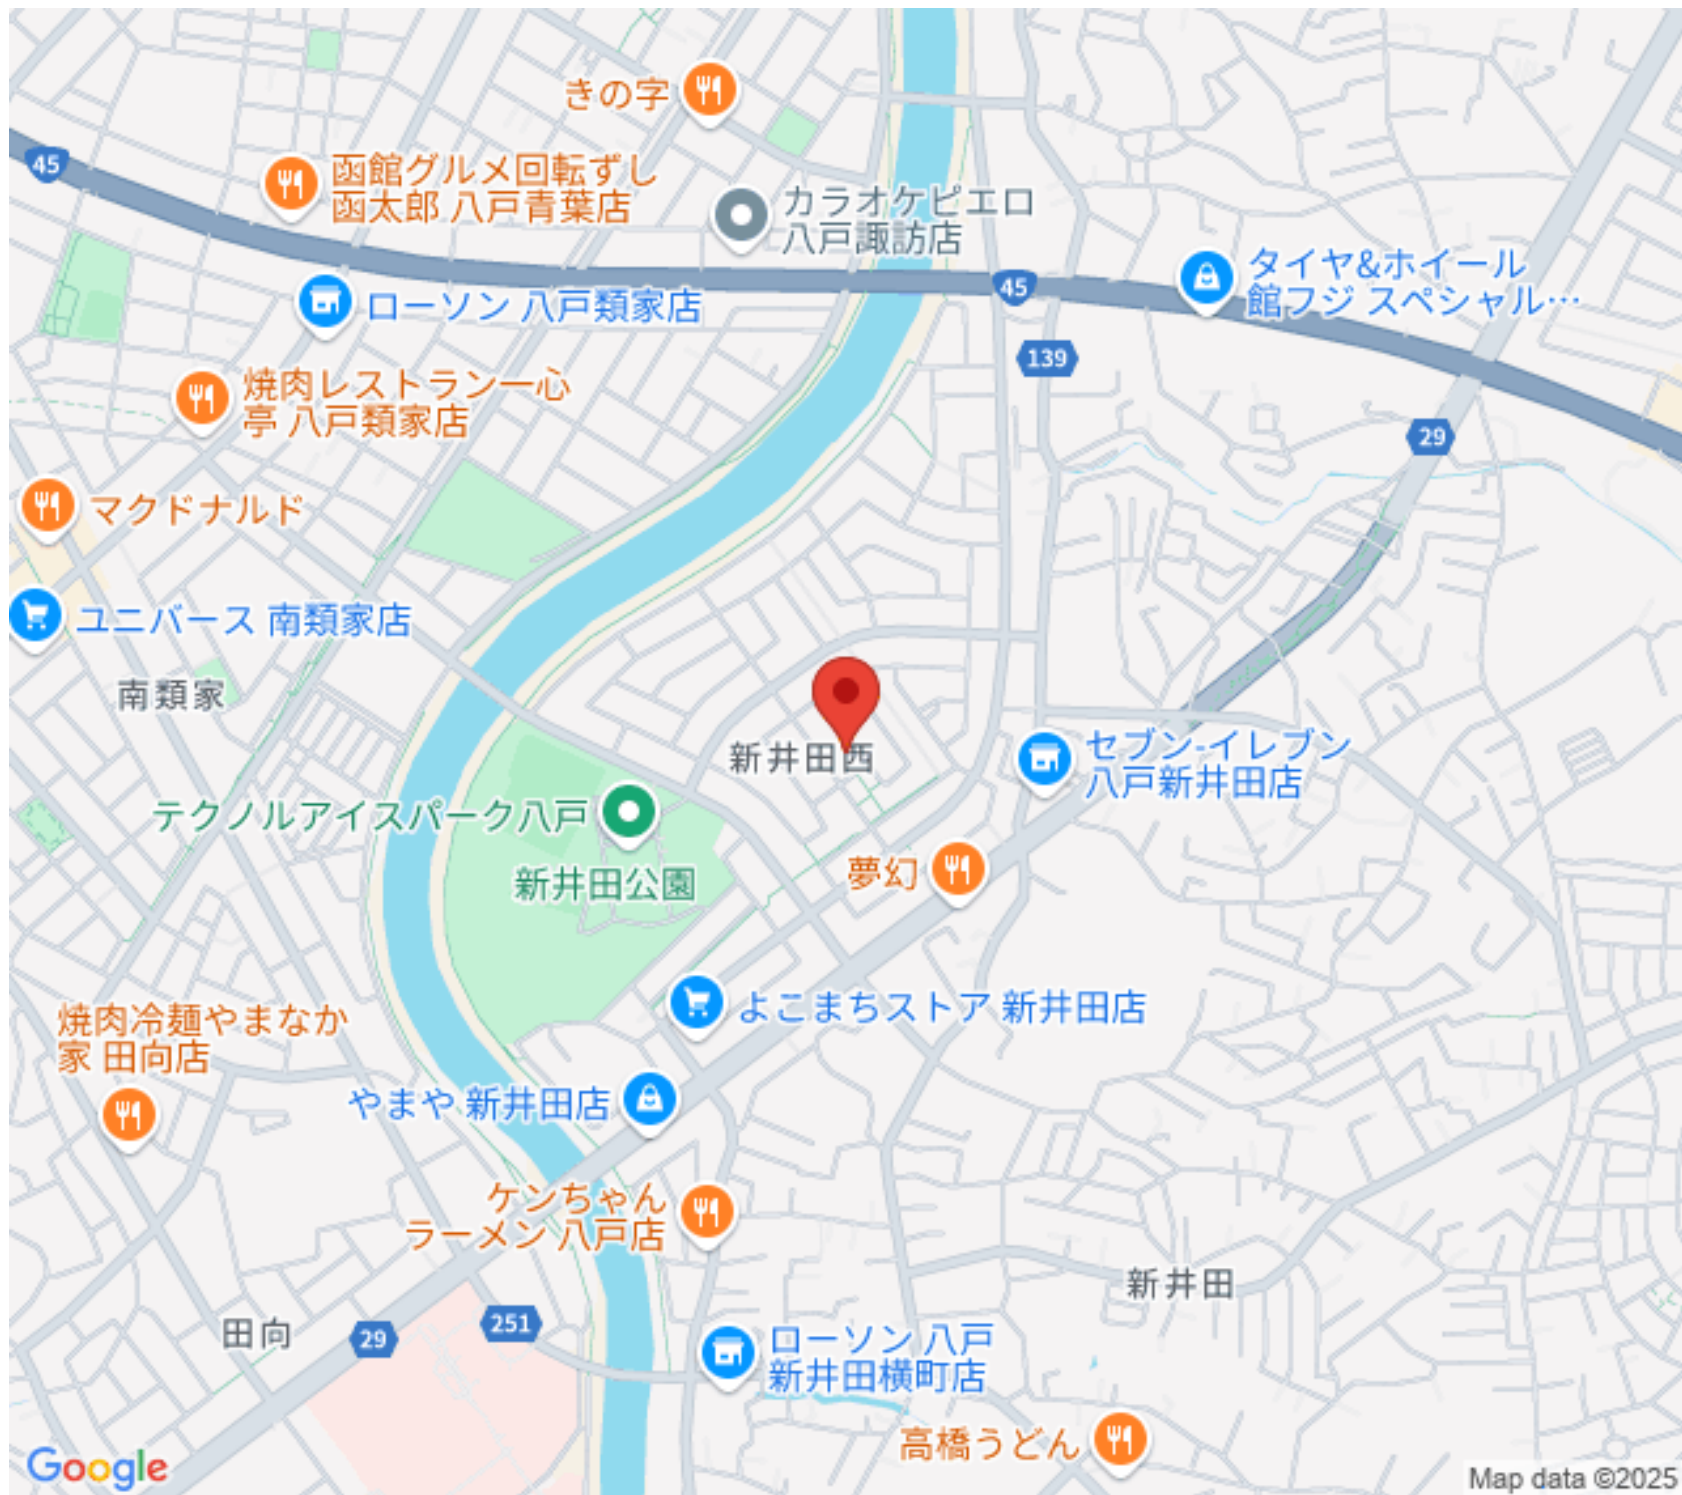 きの字
45
函館グルメ回転ずし
函太郎 八戸青葉店
カラオケピエロ
八戸諏訪店
タイヤ&ホイール
館フジ スペシャル…
45
ローソン 八戸類家店
139
焼肉レストラン一心
亭 八戸類家店
29
マクドナルド
ユニバース 南類家店
南類家
新井田西
セブン-イレブン
八戸新井田店
テクノルアイスパーク八戸
新井田公園
夢幻
よこまちストア 新井田店
焼肉冷麺やまなか
家 田向店
やまや 新井田店
ケンちゃん
ラーメン 八戸店
新井田
田向
29
251
ローソン 八戸
新井田横町店
高橋うどん
Google
Map data ©2025